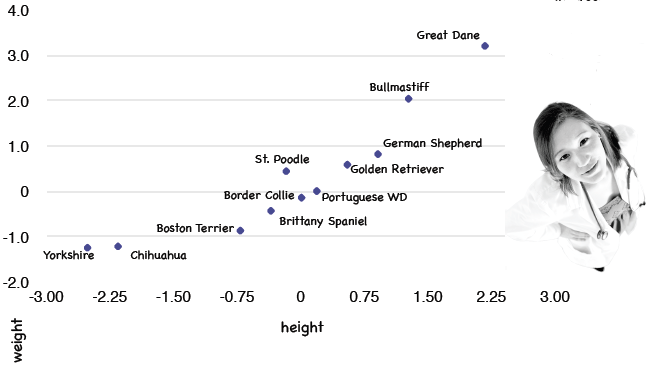 4.0
Great Dane
3.0
Bullmastiff
2.0
German Shepherd
1.0
St. Poodle
Golden Retriever
Border Collie
Portuguese WD
0
Brittany Spaniel
Boston Terrier
-1.0
Yorkshire
Chihuahua
-2.0
-3.00 -2.25 -1.50 -0.75 0 0.75 1.50 2.25 3.00
height
weight